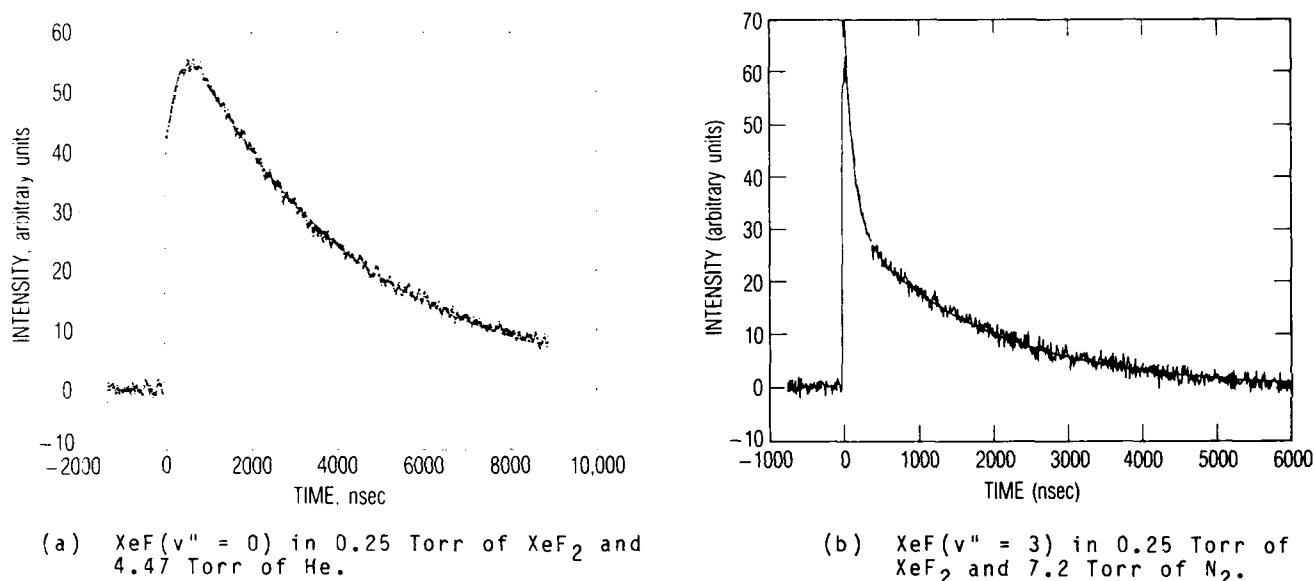 60
50
40
30
20
10
0
−10
INTENSITY, arbitrary units
−2000 0 2000 4000 6000 8000 10,000
TIME, nsec
(a) XeF(v" = 0) in 0.25 Torr of XeF2 and
4.47 Torr of He.
70
60
50
40
30
20
10
0
−10
INTENSITY (arbitrary units)
−1000 0 1000 2000 3000 4000 5000 6000
TIME (nsec)
(b) XeF(v" = 3) in 0.25 Torr of
XeF2 and 7.2 Torr of N2.